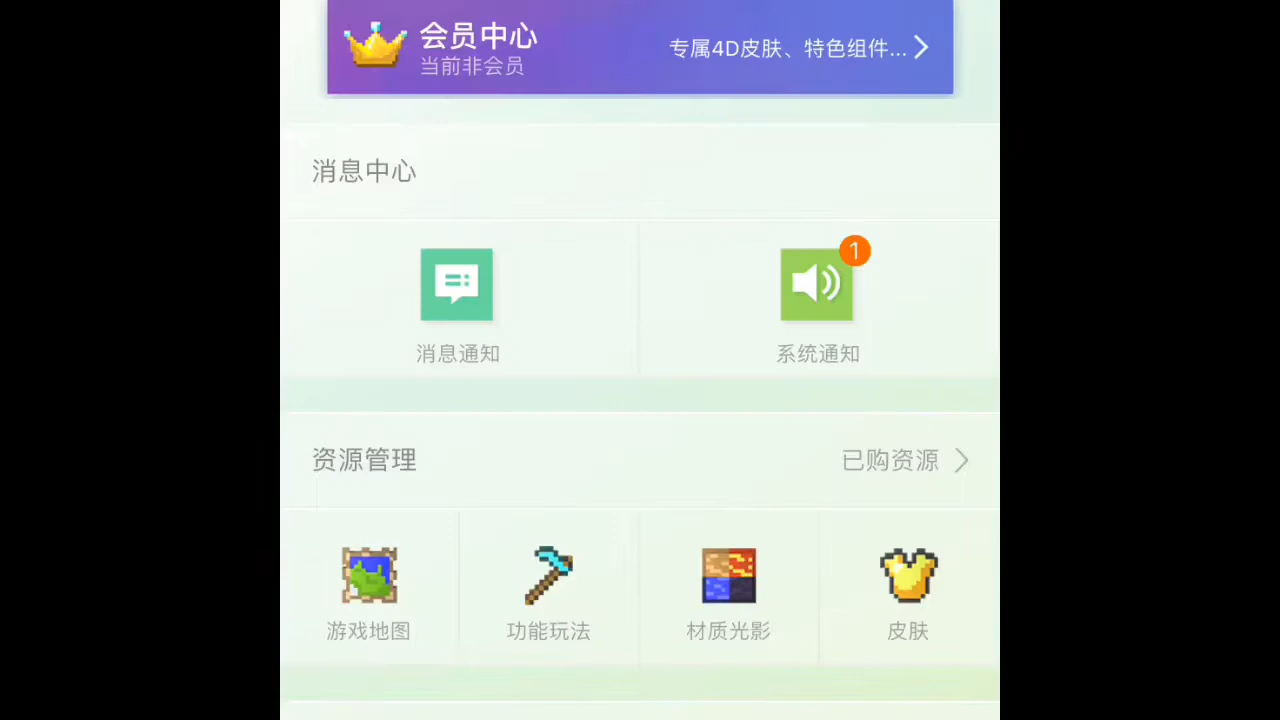 会员中心
当前非会员
专属4D皮肤、特色组件...
消息中心
1
消息通知
系统通知
资源管理
已购资源
游戏地图
功能玩法
材质光影
皮肤